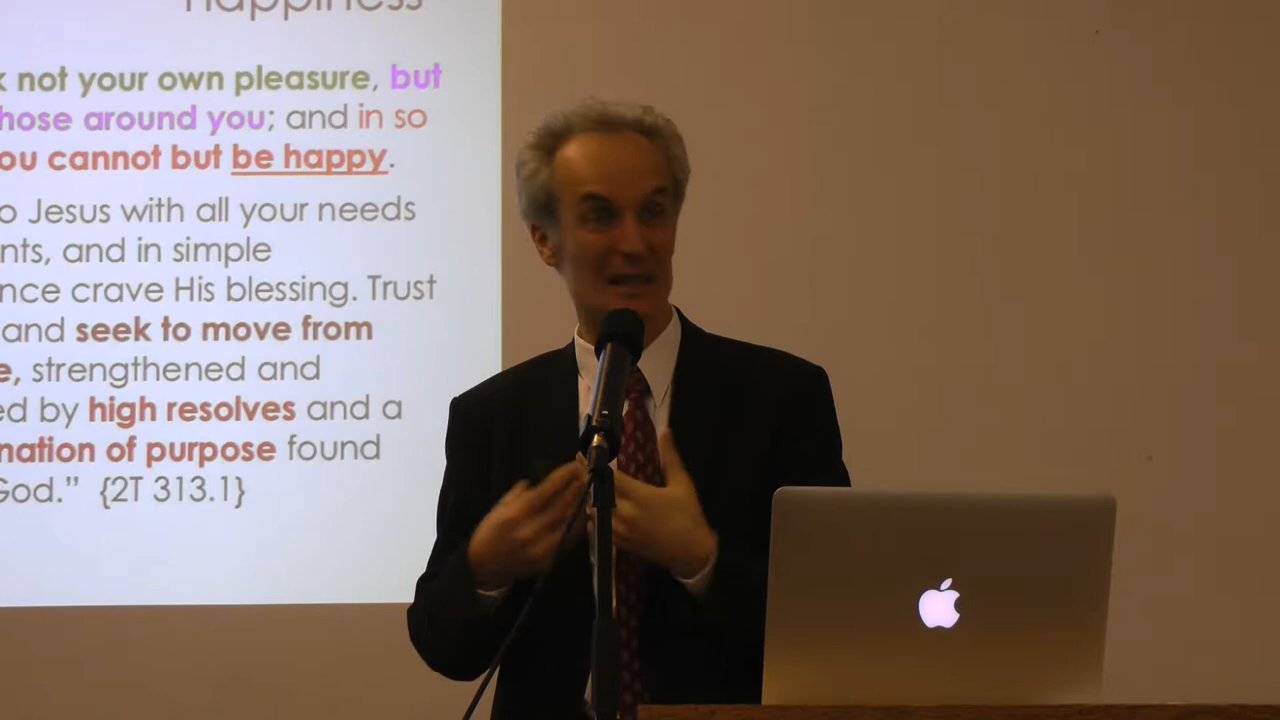 happiness
k not your own pleasure, but
hose around you; and in so
ou cannot but be happy.
o Jesus with all your needs
nts, and in simple
nce crave His blessing. Trust
and seek to move from
e, strengthened and
ed by high resolves and a
nation of purpose found
God.” {2T 313.1}